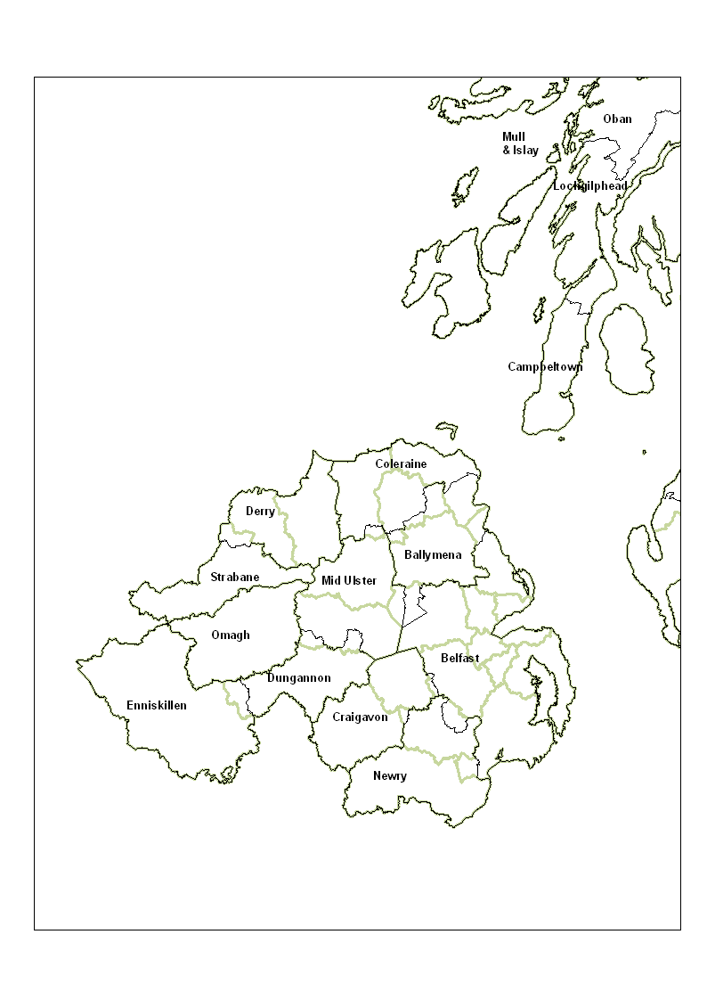 Oban
Mull
& Islay
Lochgilphead
Campbeltown
Coleraine
Derry
Ballymena
Strabane
Mid Ulster
Omagh
Belfast
Dungannon
Enniskillen
Craigavon
Newry